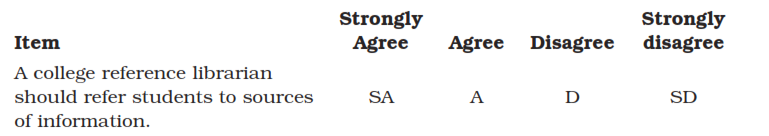 Strongly Strongly
Item Agree Agree Disagree disagree
A college reference librarian
should refer students to sources SA A D SD
of information.